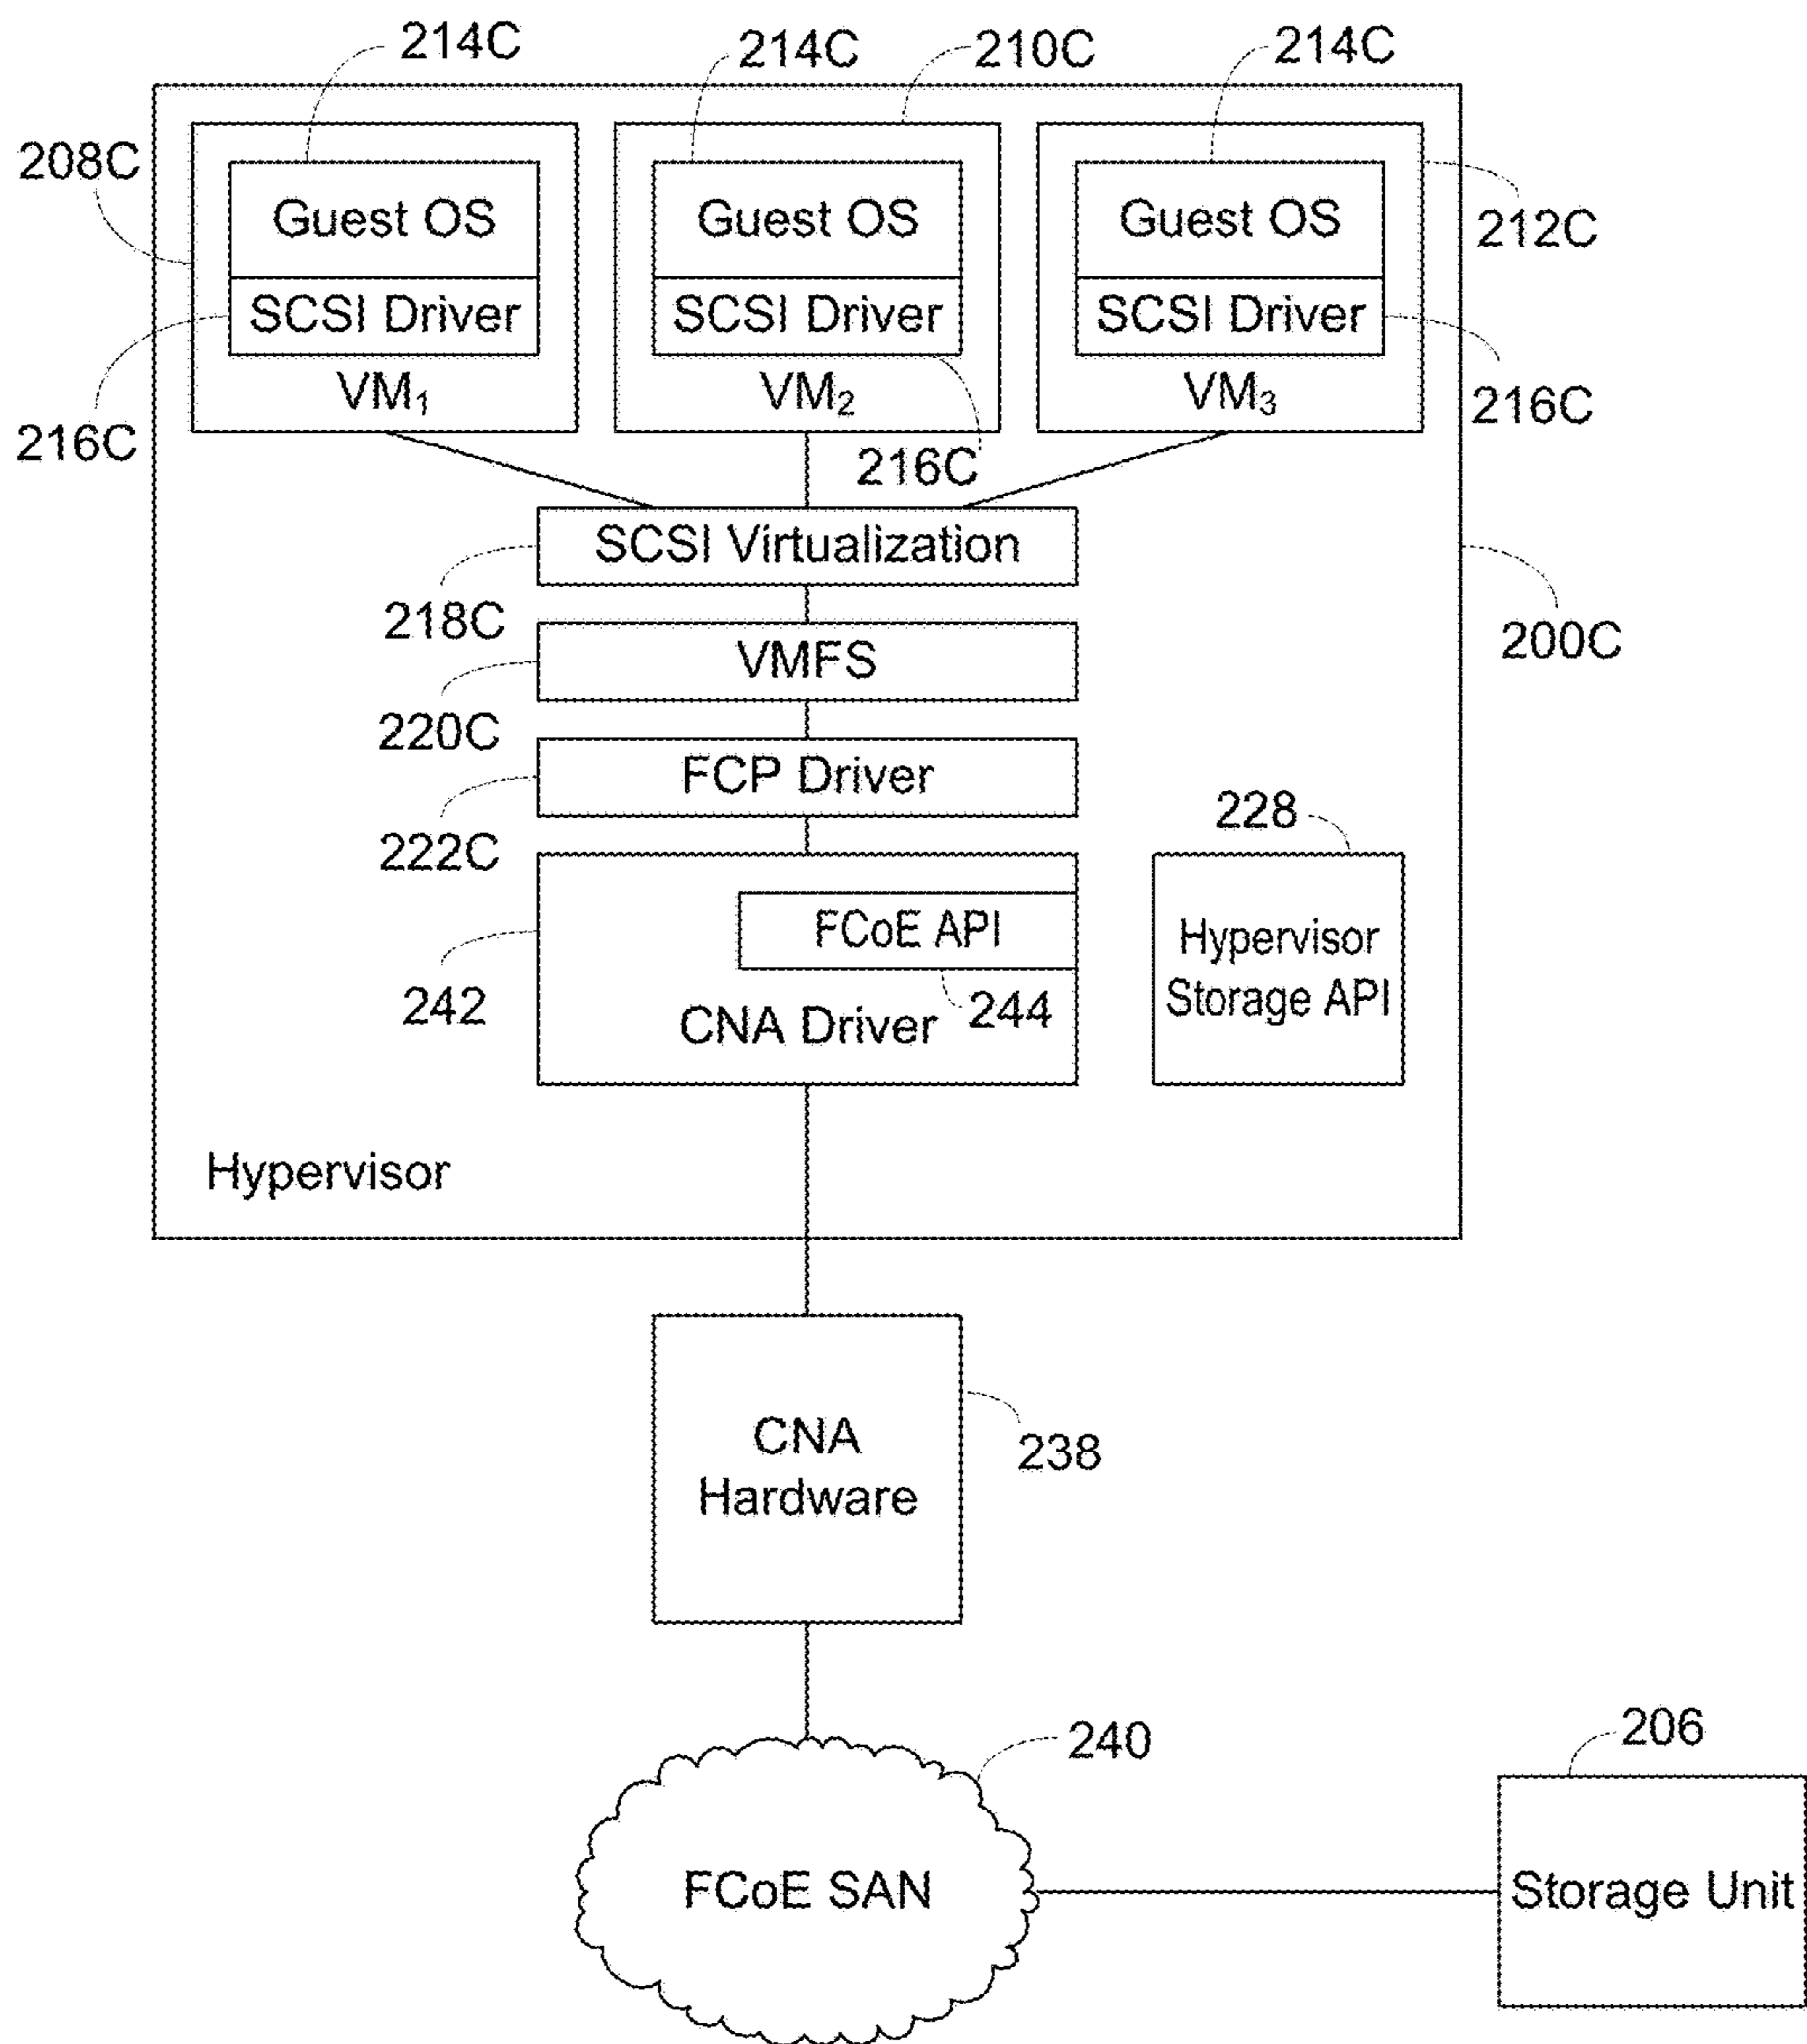 214C
214C
210C
214C
208C
Guest OS
Guest OS
Guest OS
212C
SCSI Driver
SCSI Driver
SCSI Driver
VM₁
VM₂
VM₃
216C
216C
216C
SCSI Virtualization
218C
200C
VMFS
220C
FCP Driver
222C
228
FCoE API
Hypervisor
Storage API
242
244
CNA Driver
Hypervisor
CNA
Hardware
238
240
206
FCoE SAN
Storage Unit